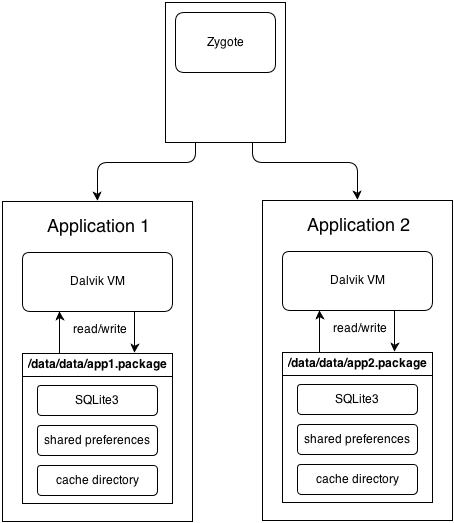 Zygote
Application 1
Dalvik VM
read/write
/data/data/app1.package
SQLite3
shared preferences
cache directory
Application 2
Dalvik VM
read/write
/data/data/app2.package
SQLite3
shared preferences
cache directory